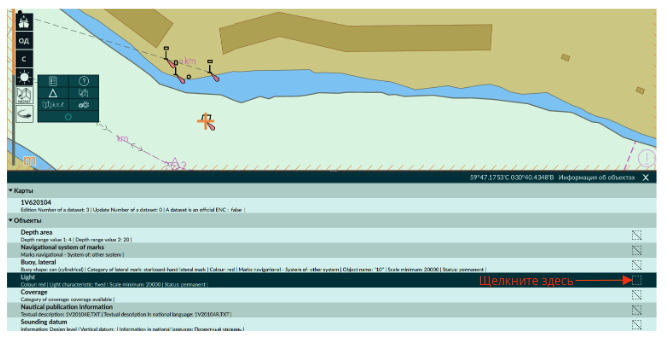 ОД
С
km
km
m
2
59°47.1753'С 030°40.4348'В Информация об объектах X
Карты
1V620104
Edition Number of a dataset: 3 | Update Number of a dataset: 0 | A dataset is an official ENC : false |
Объекты
Depth area
Depth range value 1: 4 | Depth range value 2: 20 |
Navigational system of marks
Marks navigational - System of: other system |
Buoy, lateral
Buoy shape: can (cylindrical) | Category of lateral mark: starboard-hand lateral mark | Colour: red | Marks navigational - System of: other system | Object name: "10" | Scale minimum: 20000 | Status: permanent |
Light
Colour: red | Light characteristic: fixed | Scale minimum: 20000 | Status: permanent |
Щелкните здесь
Coverage
Category of coverage: coverage available |
Nautical publication information
Textual description: 1V20104E.TXT | Textual description in national language: 1V20104R.TXT |
Sounding datum
Information: Design level | Vertical datum: | Information in national language: Проектный уровень |